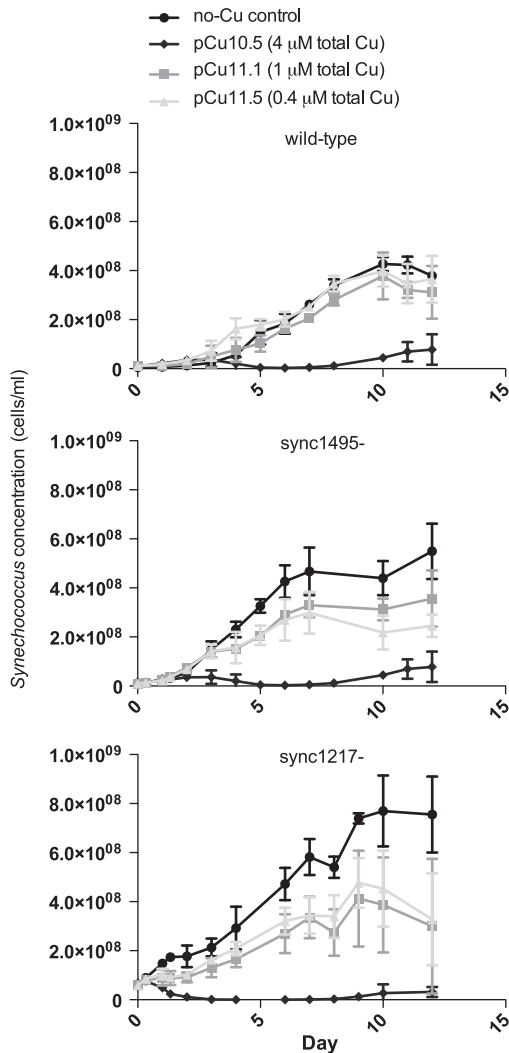 no-Cu control
pCu10.5 (4 μM total Cu)
pCu11.1 (1 μM total Cu)
pCu11.5 (0.4 μM total Cu)
Synechococcus concentration (cells/ml)
wild-type
1.0×10⁰⁹
8.0×10⁰⁸
6.0×10⁰⁸
4.0×10⁰⁸
2.0×10⁰⁸
0
0 5 10 15
sync1495-
1.0×10⁰⁹
8.0×10⁰⁸
6.0×10⁰⁸
4.0×10⁰⁸
2.0×10⁰⁸
0
0 5 10 15
sync1217-
1.0×10⁰⁹
8.0×10⁰⁸
6.0×10⁰⁸
4.0×10⁰⁸
2.0×10⁰⁸
0
0 5 10 15
Day